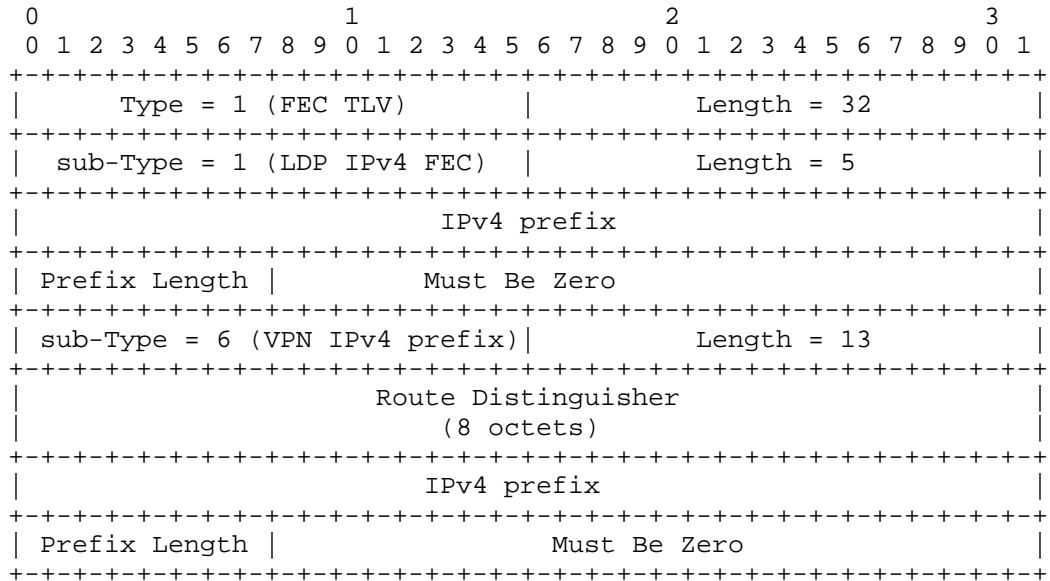 0                   1                   2                   3
 0 1 2 3 4 5 6 7 8 9 0 1 2 3 4 5 6 7 8 9 0 1 2 3 4 5 6 7 8 9 0 1
+-+-+-+-+-+-+-+-+-+-+-+-+-+-+-+-+-+-+-+-+-+-+-+-+-+-+-+-+-+-+-+-+
|      Type = 1 (FEC TLV)       |          Length = 32          |
+-+-+-+-+-+-+-+-+-+-+-+-+-+-+-+-+-+-+-+-+-+-+-+-+-+-+-+-+-+-+-+-+
|  sub-Type = 1 (LDP IPv4 FEC)  |          Length = 5           |
+-+-+-+-+-+-+-+-+-+-+-+-+-+-+-+-+-+-+-+-+-+-+-+-+-+-+-+-+-+-+-+-+
|                          IPv4 prefix                          |
+-+-+-+-+-+-+-+-+-+-+-+-+-+-+-+-+-+-+-+-+-+-+-+-+-+-+-+-+-+-+-+-+
| Prefix Length |         Must Be Zero                          |
+-+-+-+-+-+-+-+-+-+-+-+-+-+-+-+-+-+-+-+-+-+-+-+-+-+-+-+-+-+-+-+-+
| sub-Type = 6 (VPN IPv4 prefix)|          Length = 13          |
+-+-+-+-+-+-+-+-+-+-+-+-+-+-+-+-+-+-+-+-+-+-+-+-+-+-+-+-+-+-+-+-+
|                      Route Distinguisher                      |
|                          (8 octets)                           |
+-+-+-+-+-+-+-+-+-+-+-+-+-+-+-+-+-+-+-+-+-+-+-+-+-+-+-+-+-+-+-+-+
|                         IPv4 prefix                           |
+-+-+-+-+-+-+-+-+-+-+-+-+-+-+-+-+-+-+-+-+-+-+-+-+-+-+-+-+-+-+-+-+
| Prefix Length |                 Must Be Zero                  |
+-+-+-+-+-+-+-+-+-+-+-+-+-+-+-+-+-+-+-+-+-+-+-+-+-+-+-+-+-+-+-+-+